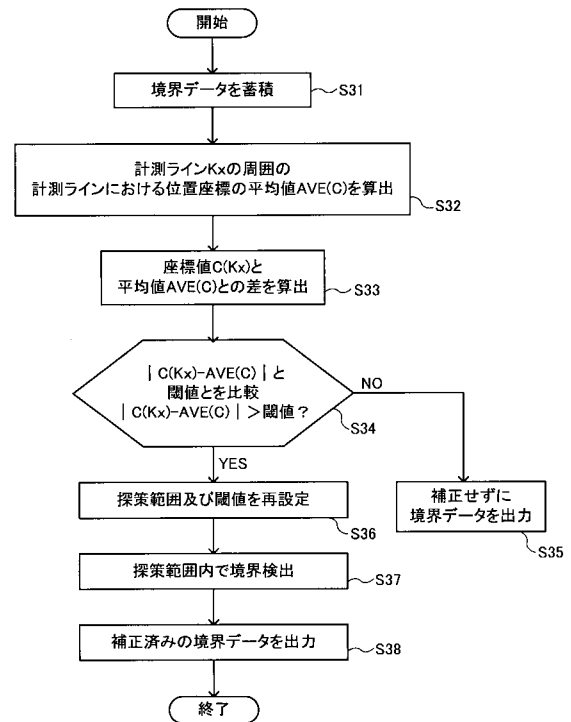 開始
境界データを蓄積
S31
計測ラインKxの周囲の
計測ラインにおける位置座標の平均値AVE(C)を算出
S32
座標値C(Kx)と
平均値AVE(C)との差を算出
S33
| C(Kx)-AVE(C) | と
閾値とを比較
| C(Kx)-AVE(C) | >閾値?
S34
NO
YES
補正せずに
境界データを出力
S35
探策範囲及び閾値を再設定
S36
探策範囲内で境界検出
S37
補正済みの境界データを出力
S38
終了